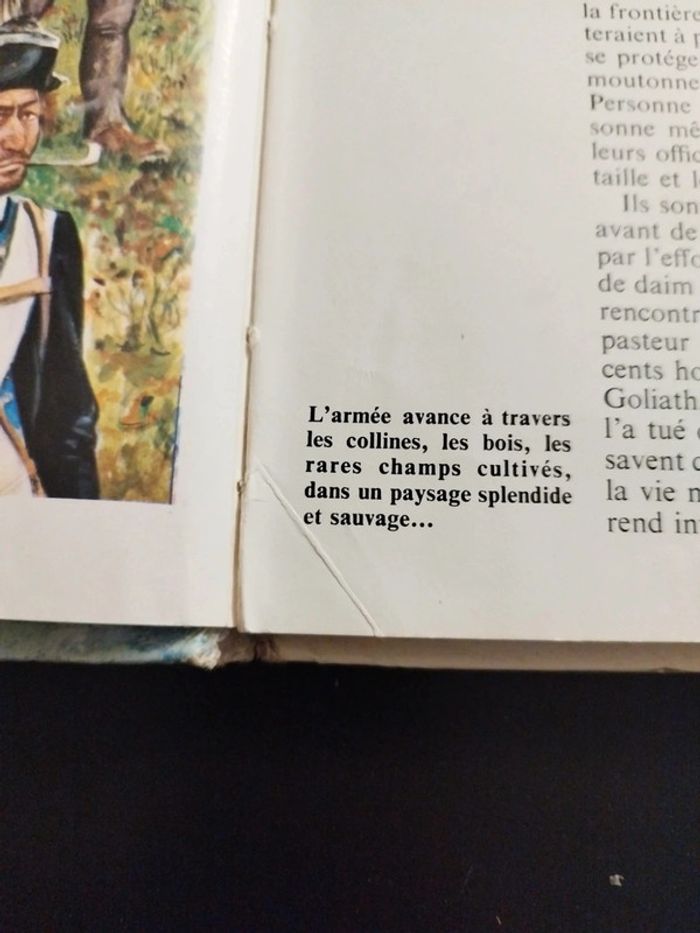 L'armée avance à travers
les collines, les bois, les
rares champs cultivés,
dans un paysage splendide
et sauvage...
la frontière
teraient à
se protége
moutonne
Personne
sonne mê
leurs offic
taille et
Ils son
avant de
par l'effo
de daim
rencontr
pasteur
cents ho
Goliath
l'a tué
savent
la vie
rend in